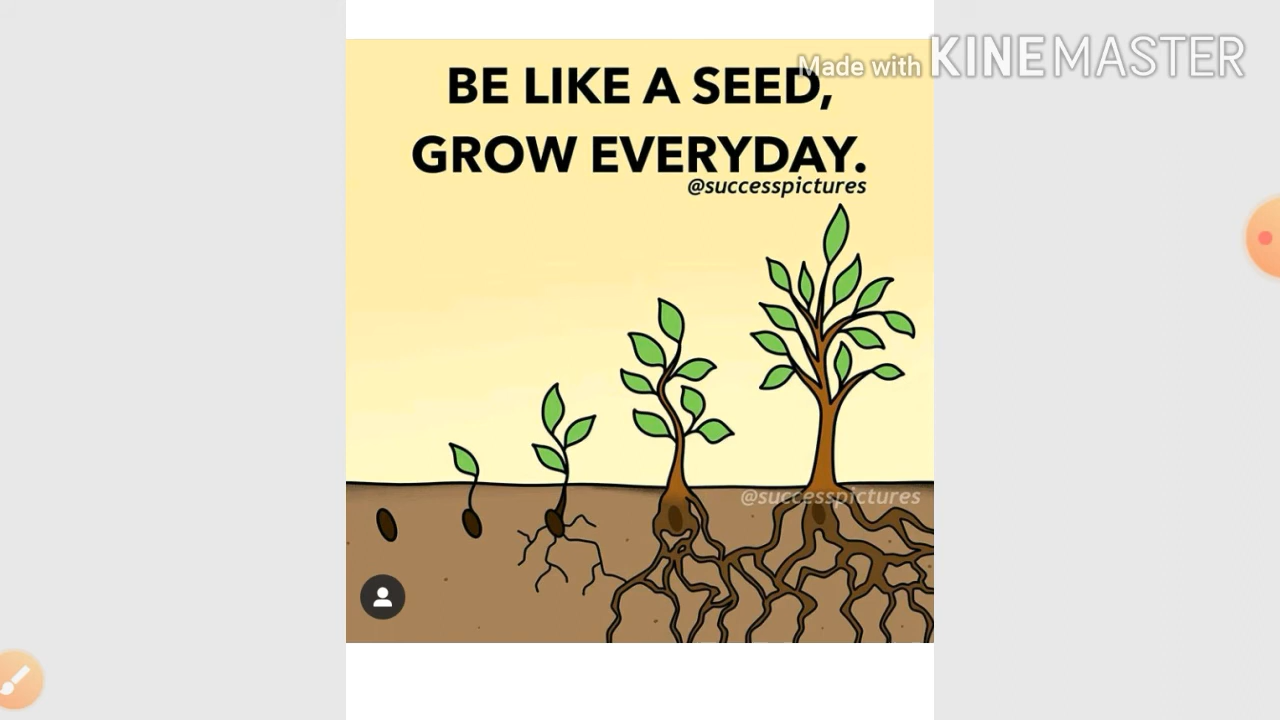 Made with KINEMASTER
BE LIKE A SEED,
GROW EVERYDAY.
@successpictures
@successpictures